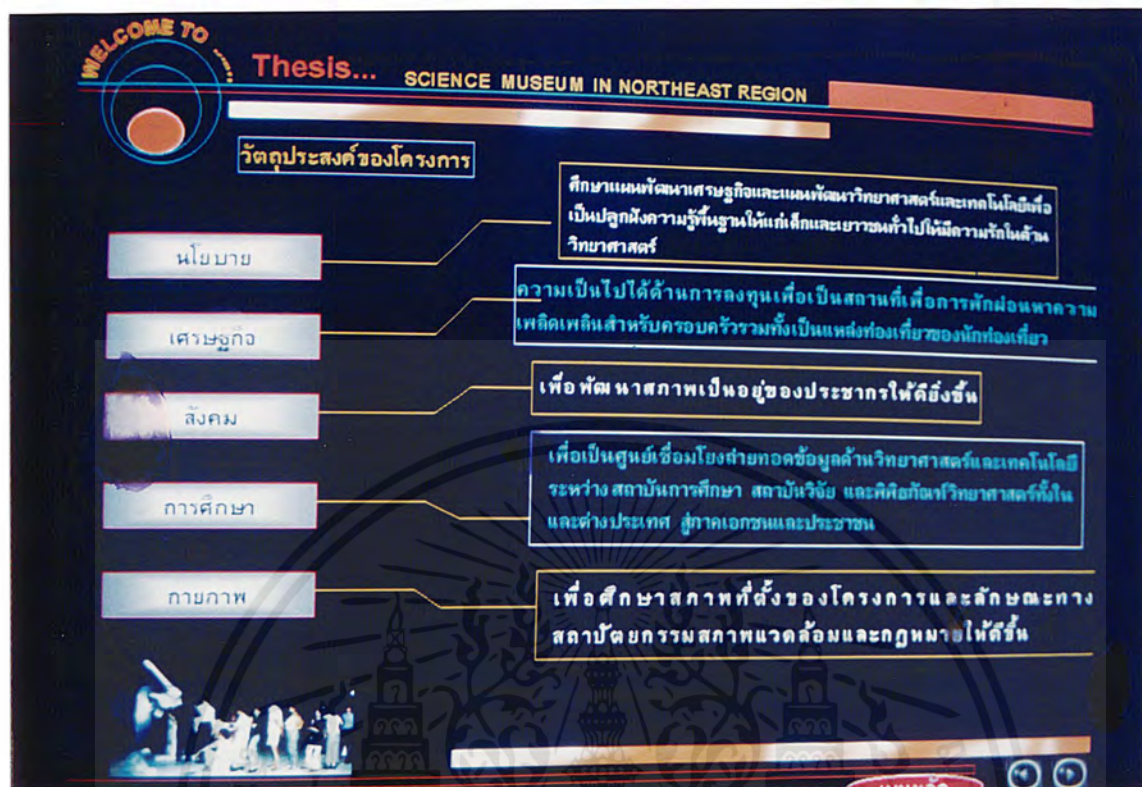 WELCOME TO .....
Thesis...
SCIENCE MUSEUM IN NORTHEAST REGION
วัตถุประสงค์ของโครงการ
นโยบาย
ศึกษาแผนพัฒนาเศรษฐกิจและแผนพัฒนาวิทยาศาสตร์และเทคโนโลยีเพื่อ
เป็นปลูกฝังความรู้พื้นฐานให้แก่เด็กและเยาวชนทั่วไปให้มีความรักในด้าน
วิทยาศาสตร์
เศรษฐกิจ
ความเป็นไปได้ด้านการลงทุนเพื่อเป็นสถานที่เพื่อการพักผ่อนหาความ
เพลิดเพลินสำหรับครอบครัวรวมทั้งเป็นแหล่งท่องเที่ยวของนักท่องเที่ยว
สังคม
เพื่อพัฒนาสภาพเป็นอยู่ของประชากรให้ดียิ่งขึ้น
การศึกษา
เพื่อเป็นศูนย์เชื่อมโยงถ่ายทอดข้อมูลด้านวิทยาศาสตร์และเทคโนโลยี
ระหว่าง สถาบันการศึกษา สถาบันวิจัย และพิพิธภัณฑ์วิทยาศาสตร์ทั้งใน
และต่างประเทศ สู่ภาคเอกชนและประชาชน
กายภาพ
เพื่อศึกษาสภาพที่ตั้งของโครงการและลักษณะทาง
สถาปัตยกรรมสภาพแวดล้อมและกฎหมายให้ดีขึ้น